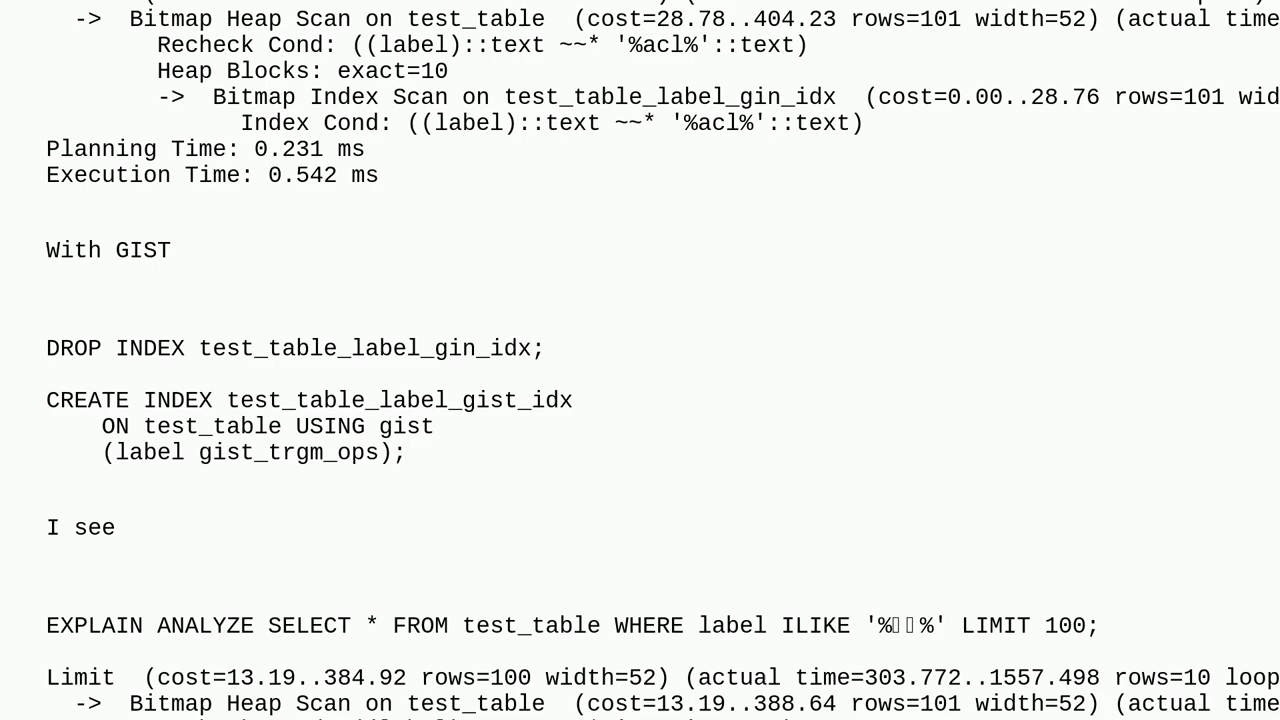 -> Bitmap Heap Scan on test_table (cost=28.78..404.23 rows=101 width=52) (actual time
Recheck Cond: ((label)::text ~~* '%acl%'::text)
Heap Blocks: exact=10
-> Bitmap Index Scan on test_table_label_gin_idx (cost=0.00..28.76 rows=101 wid
Index Cond: ((label)::text ~~* '%acl%'::text)
Planning Time: 0.231 ms
Execution Time: 0.542 ms
With GIST
DROP INDEX test_table_label_gin_idx;
CREATE INDEX test_table_label_gist_idx
ON test_table USING gist
(label gist_trgm_ops);
I see
EXPLAIN ANALYZE SELECT * FROM test_table WHERE label ILIKE '%▯▯%' LIMIT 100;
Limit (cost=13.19..384.92 rows=100 width=52) (actual time=303.772..1557.498 rows=10 loop
-> Bitmap Heap Scan on test_table (cost=13.19..388.64 rows=101 width=52) (actual time